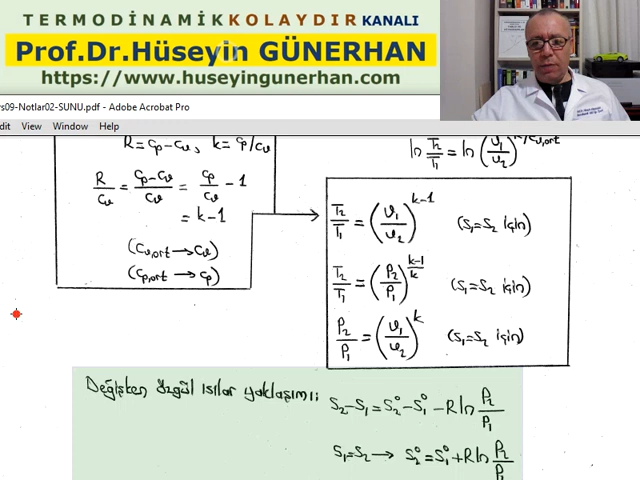 TERMODİNAMİK KOLAYDIR KANALI
Prof.Dr.Hüseyin GÜNERHAN
https://www.huseyingunerhan.com
rs09-Notlar02-SUNU.pdf - Adobe Acrobat Pro
dit View Window Help
R = cp - cv, k = cp/cv
R/cv = (cp - cv)/cv = cp/cv - 1
= k - 1
(cv,ort → cv)
(cp,ort → cp)
ln T2/T1 = ln (v1/v2)^R/cv,ort
T2/T1 = (v1/v2)^k-1 (s1=s2 için)
T2/T1 = (P2/P1)^(k-1)/k (s1=s2 için)
P2/P1 = (v1/v2)^k (s1=s2 için)
Değişken özgül ısılar yaklaşımı;
s2 - s1 = s2° - s1° - R ln P2/P1
s1 = s2 → s2° = s1° + R ln P2/P1